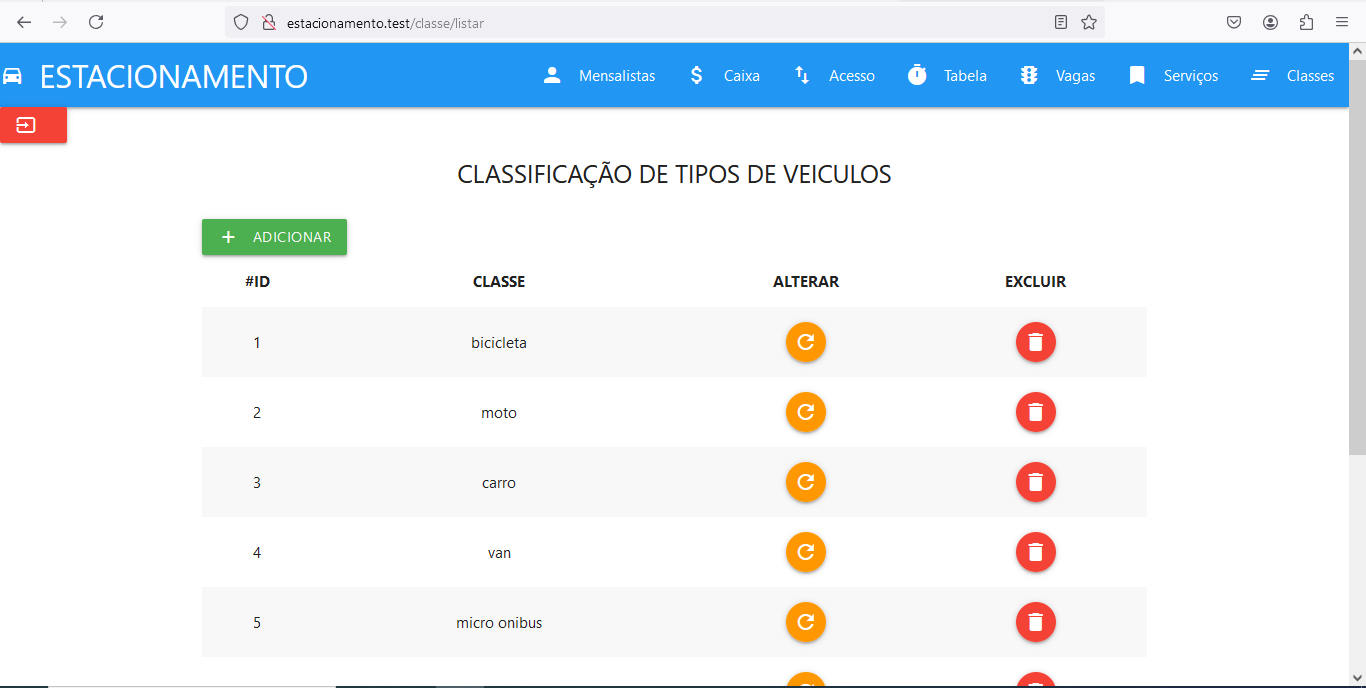 estacionamento.test/classe/listar
ESTACIONAMENTO Mensalistas Caixa Acesso Tabela Vagas Serviços Classes
CLASSIFICAÇÃO DE TIPOS DE VEICULOS
ADICIONAR
#ID CLASSE ALTERAR EXCLUIR
1 bicicleta
2 moto
3 carro
4 van
5 micro onibus